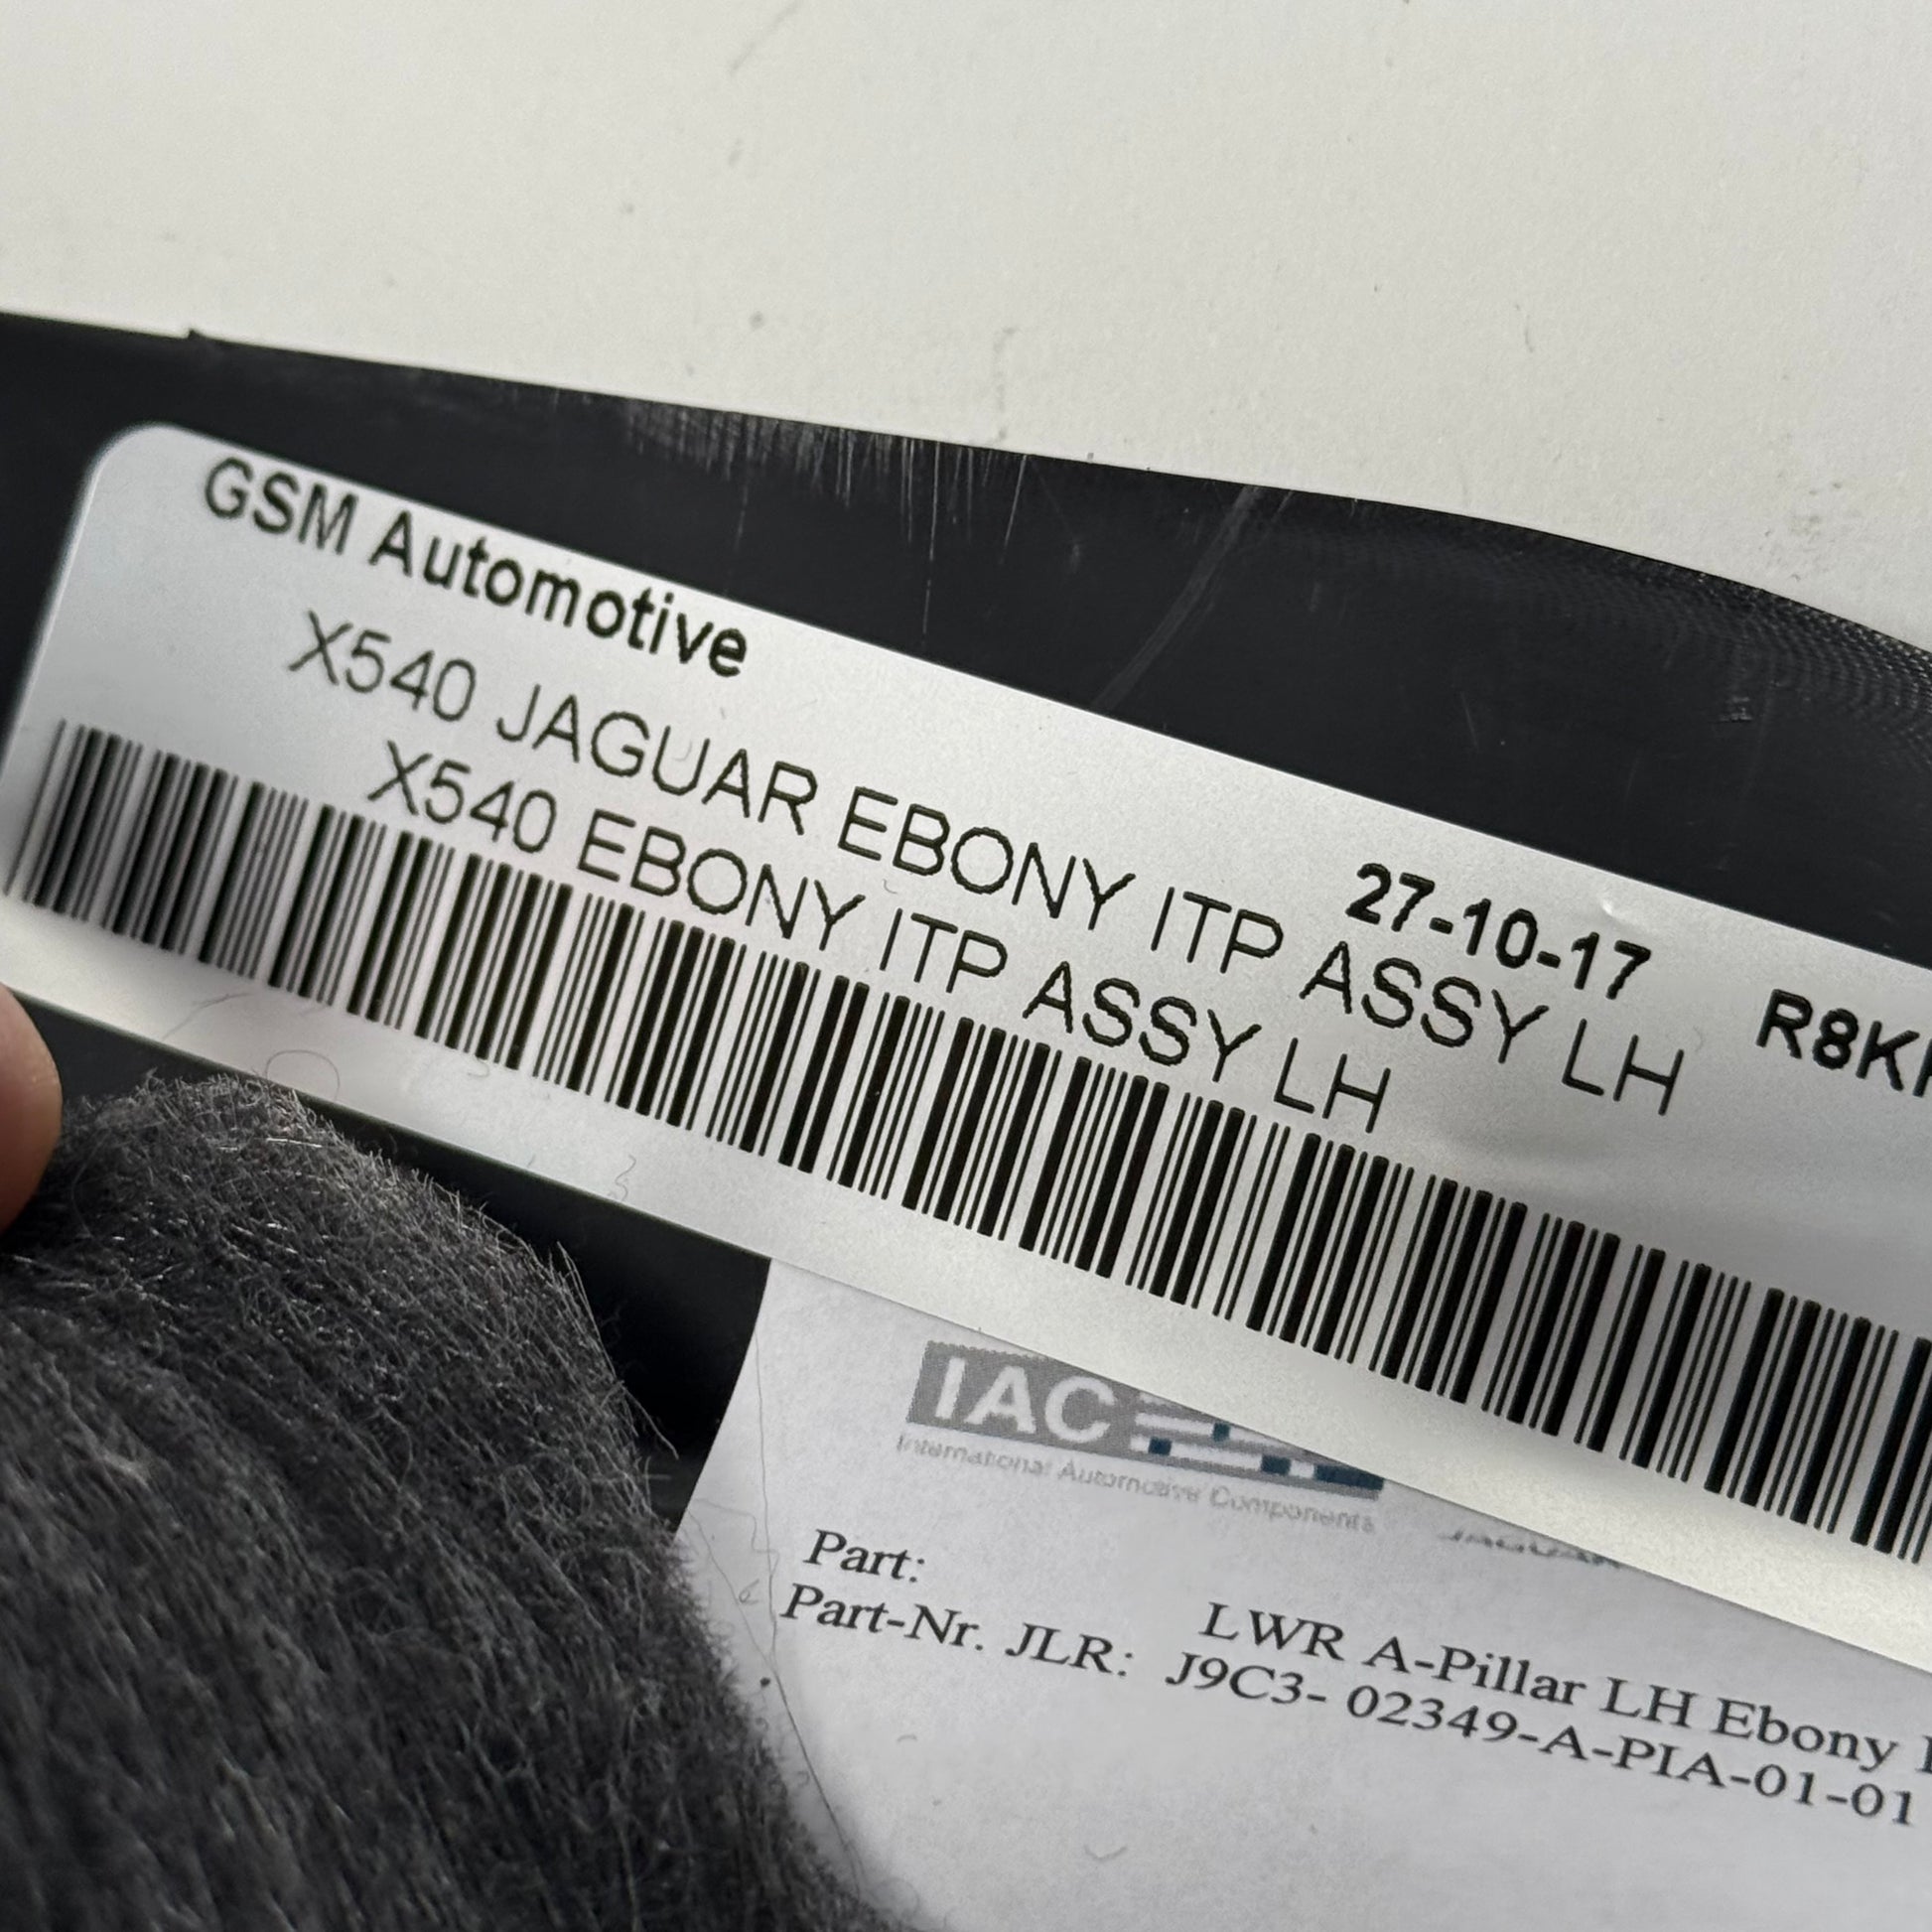 GSM Automotive
27-10-17
X540 JAGUAR EBONY ITP ASSY LH
X540 EBONY ITP ASSY LH
IAC
International Automotive Components
JAGUAR
Part:
LWR A-Pillar LH Ebony
Part-Nr. JLR: J9C3- 02349-A-PIA-01-01